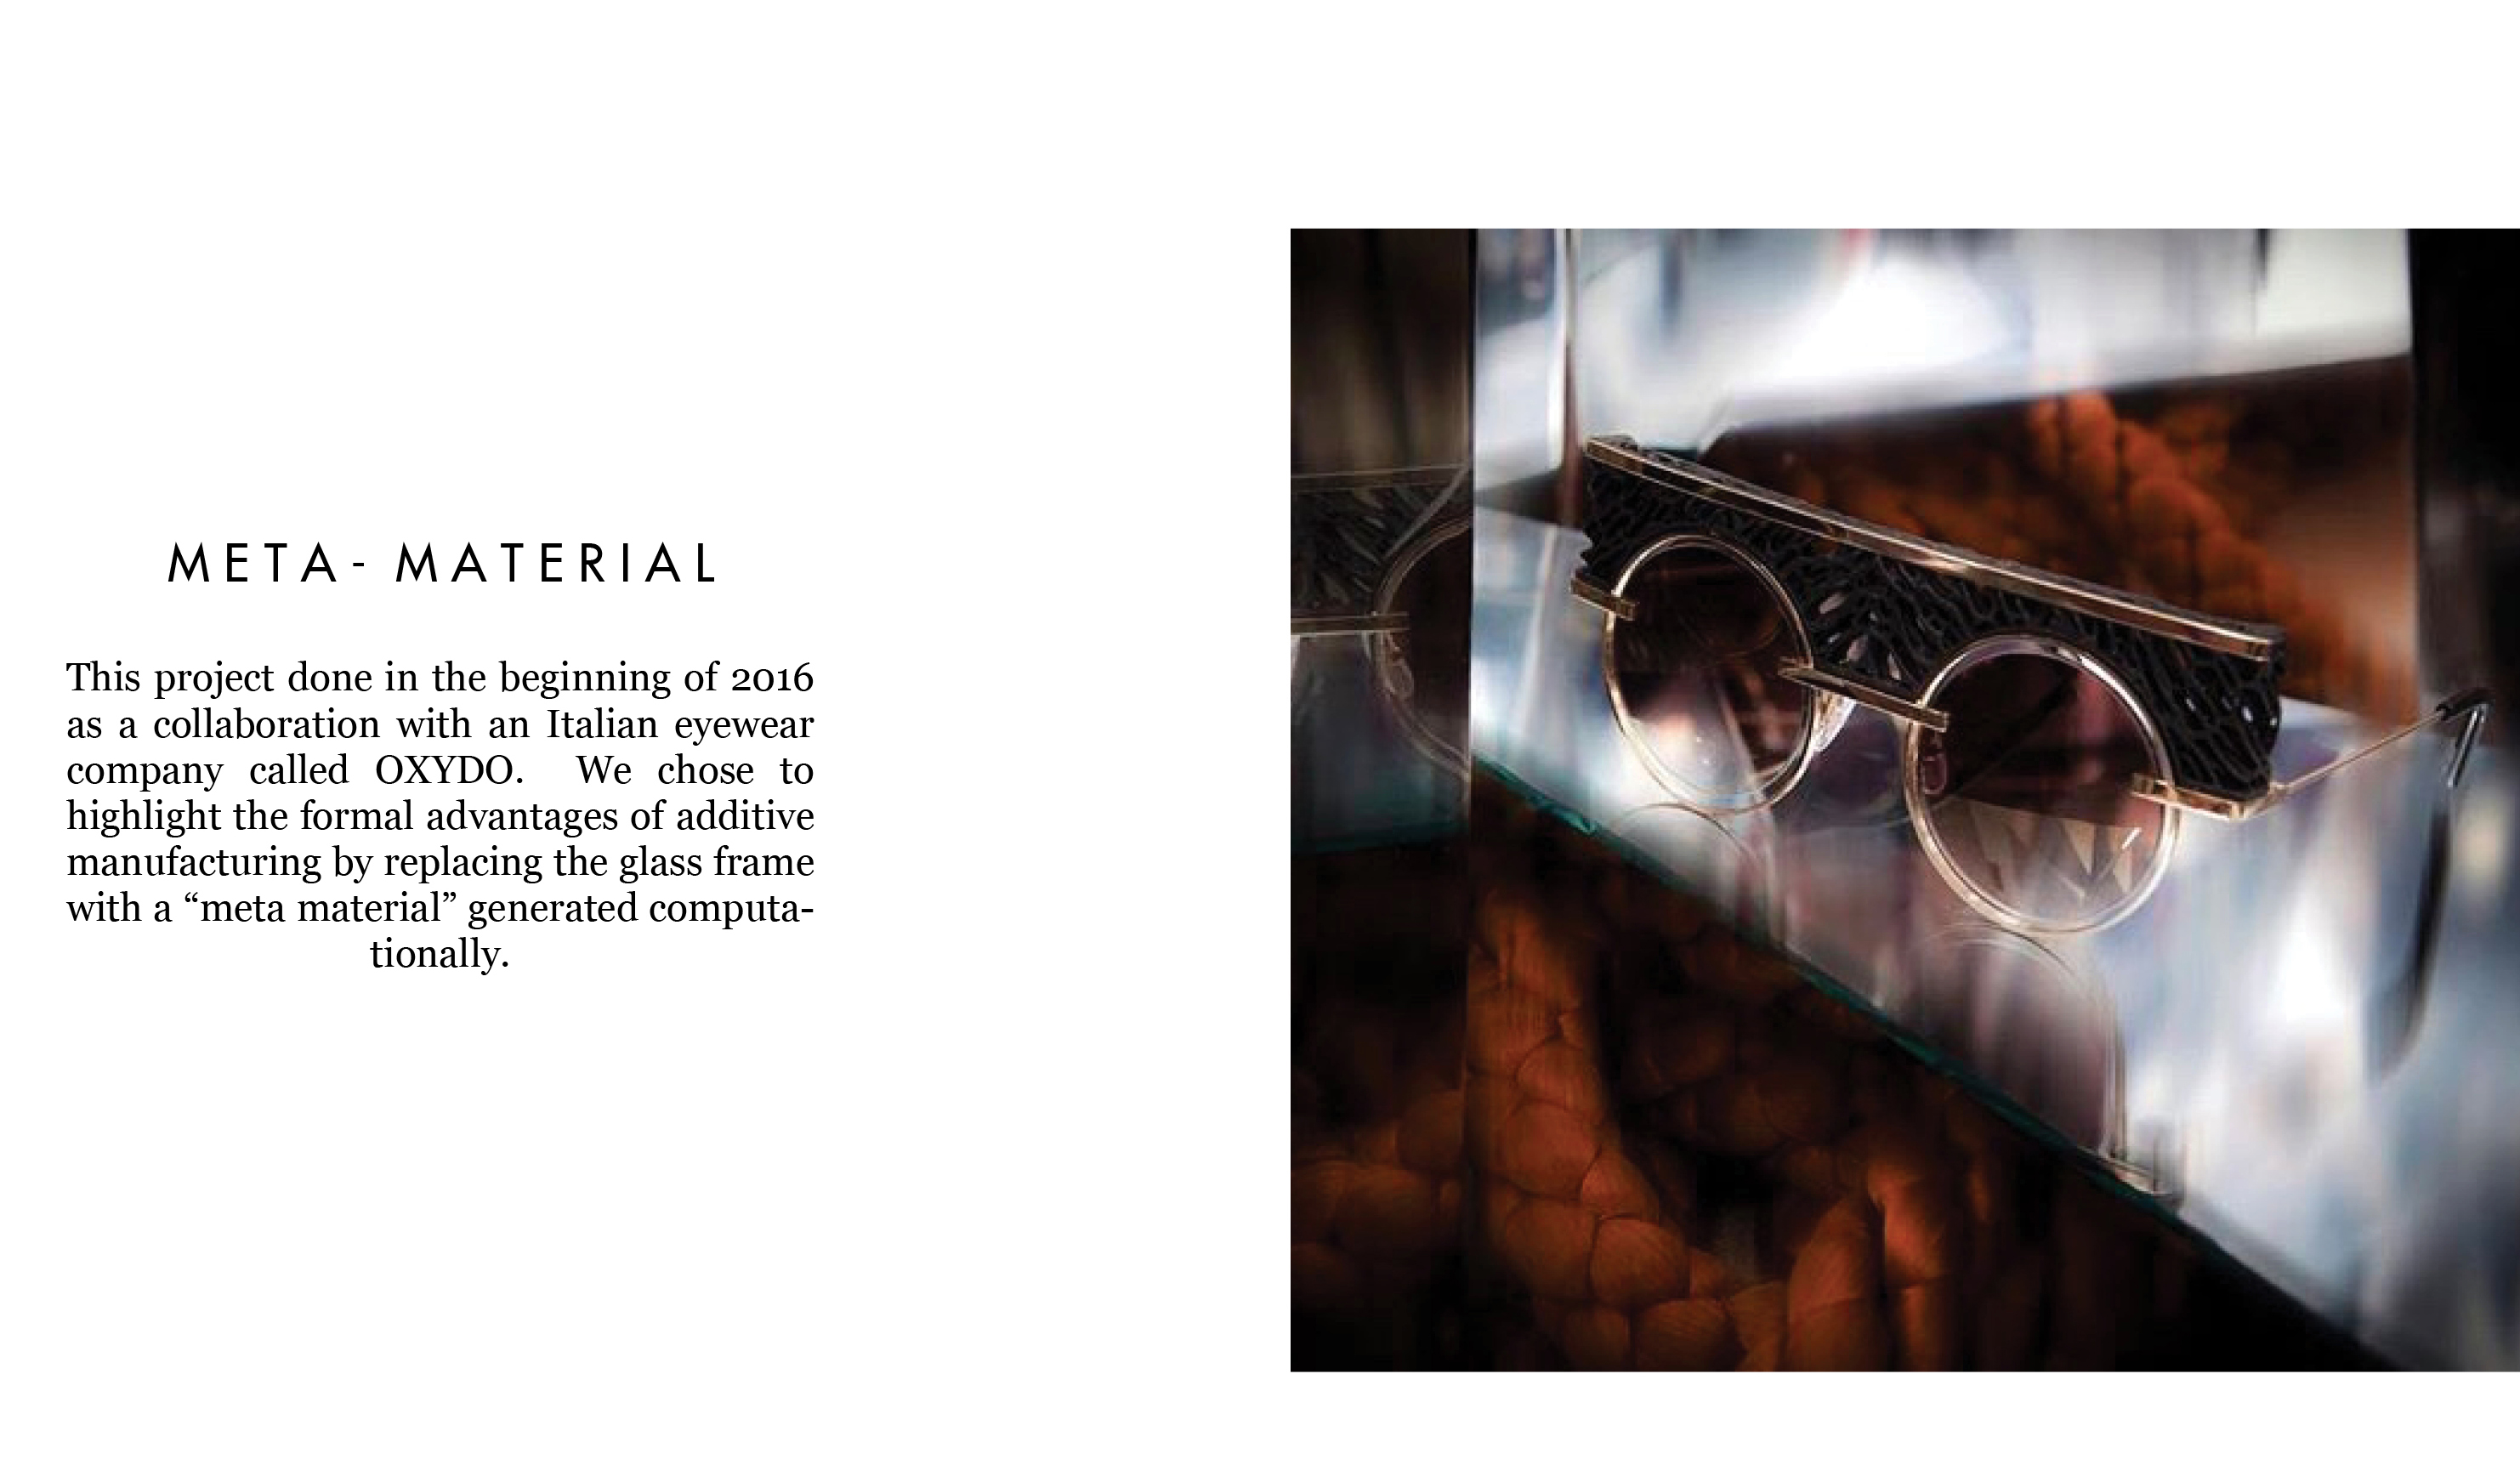 META- MATERIAL
This project done in the beginning of 2016
as a collaboration with an Italian eyewear
company called OXYDO. We chose to
highlight the formal advantages of additive
manufacturing by replacing the glass frame
with a “meta material” generated computa-
tionally.